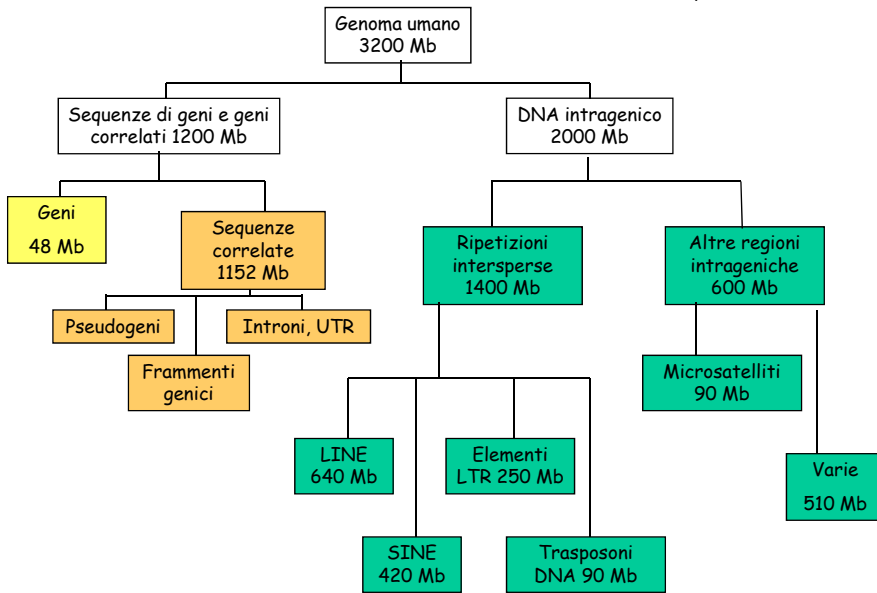 Genoma umano
3200 Mb
Sequenze di geni e geni
correlati 1200 Mb
DNA intragenico
2000 Mb
Geni
48 Mb
Sequenze
correlate
1152 Mb
Ripetizioni
intersperse
1400 Mb
Altre regioni
intrageniche
600 Mb
Pseudogeni
Introni, UTR
Frammenti
genici
Microsatelliti
90 Mb
LINE
640 Mb
Elementi
LTR 250 Mb
Varie
510 Mb
SINE
420 Mb
Trasposoni
DNA 90 Mb